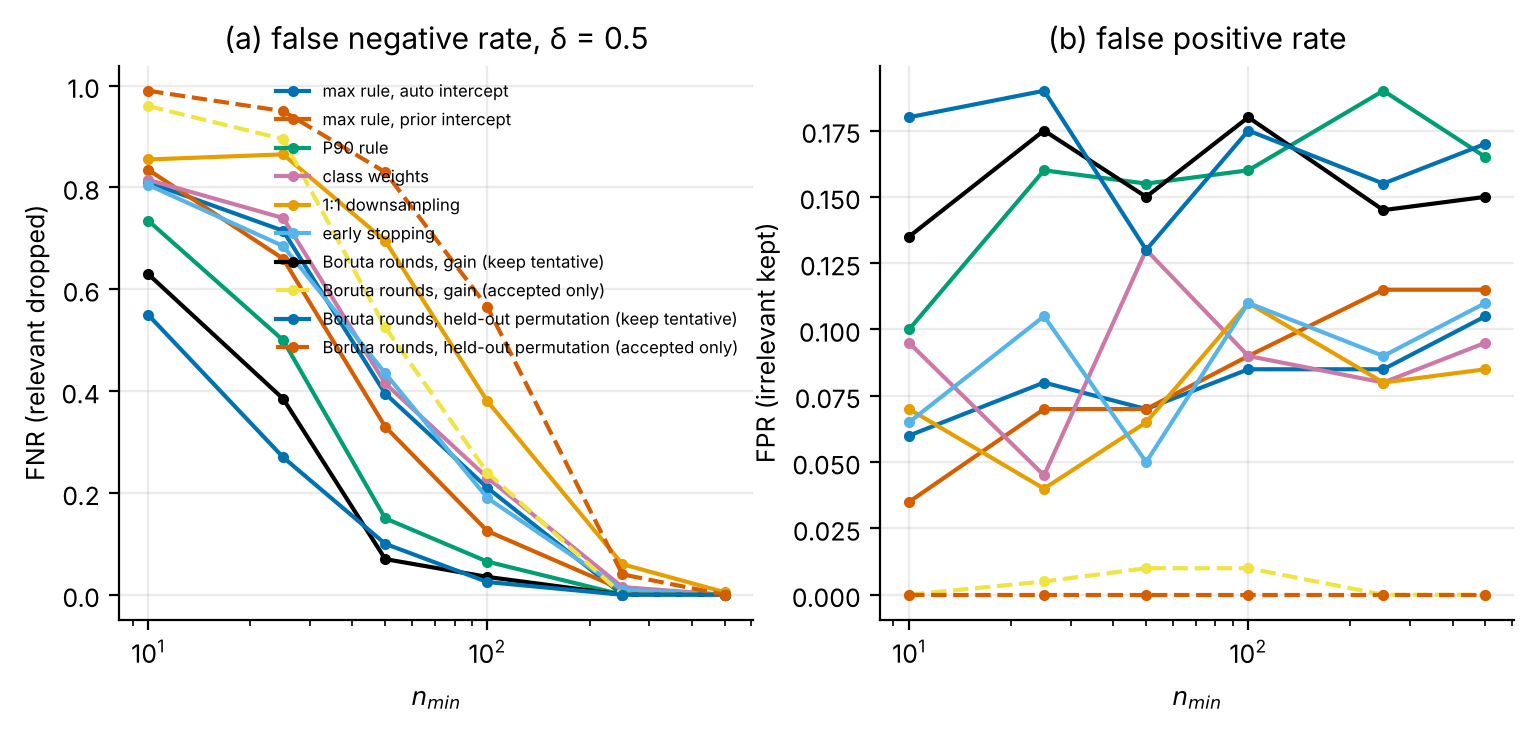 (a) false negative rate, δ = 0.5
FNR (relevant dropped)
1.0
0.8
0.6
0.4
0.2
0.0
max rule, auto intercept
max rule, prior intercept
P90 rule
class weights
1:1 downsampling
early stopping
Boruta rounds, gain (keep tentative)
Boruta rounds, gain (accepted only)
Boruta rounds, held-out permutation (keep tentative)
Boruta rounds, held-out permutation (accepted only)
10¹
10²
n_min
(b) false positive rate
FPR (irrelevant kept)
0.175
0.150
0.125
0.100
0.075
0.050
0.025
0.000
10¹
10²
n_min